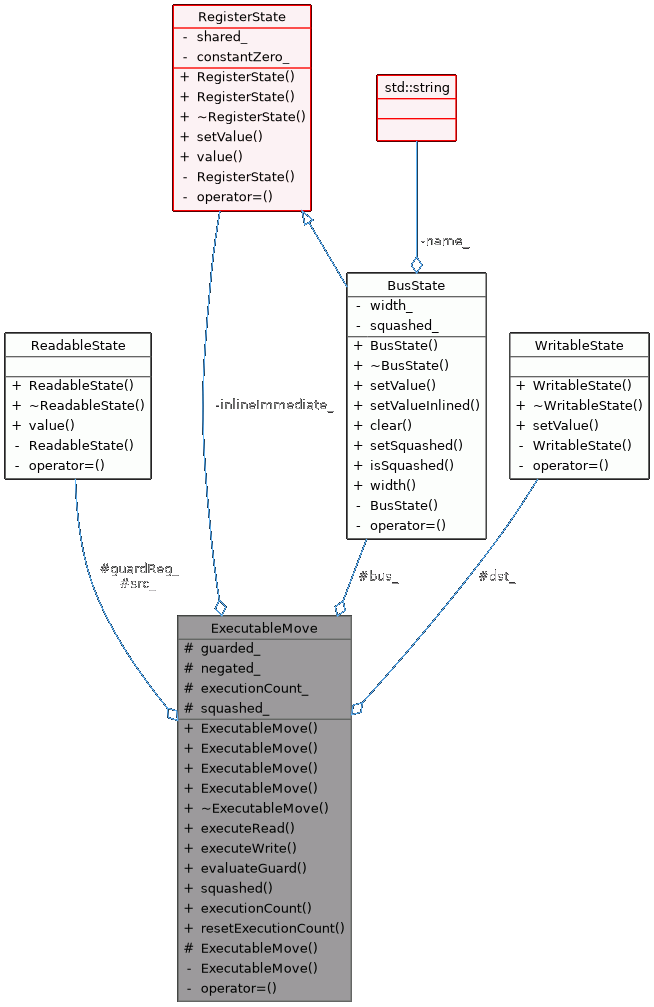 RegisterState
- shared_
- constantZero_
+ RegisterState()
+ RegisterState()
+ ~RegisterState()
+ setValue()
+ value()
- RegisterState()
- operator=()
std::string
-name_
BusState
- width_
- squashed_
+ BusState()
+ ~BusState()
+ setValue()
+ setValueInlined()
+ clear()
+ setSquashed()
+ isSquashed()
+ width()
- BusState()
- operator=()
ReadableState
+ ReadableState()
+ ~ReadableState()
+ value()
- ReadableState()
- operator=()
WritableState
+ WritableState()
+ ~WritableState()
+ setValue()
- WritableState()
- operator=()
-inlineImmediate_
#guardReg_
#src_
#bus_
#dst_
ExecutableMove
# guarded_
# negated_
# executionCount_
# squashed_
+ ExecutableMove()
+ ExecutableMove()
+ ExecutableMove()
+ ExecutableMove()
+ ~ExecutableMove()
+ executeRead()
+ executeWrite()
+ evaluateGuard()
+ squashed()
+ executionCount()
+ resetExecutionCount()
# ExecutableMove()
- ExecutableMove()
- operator=()